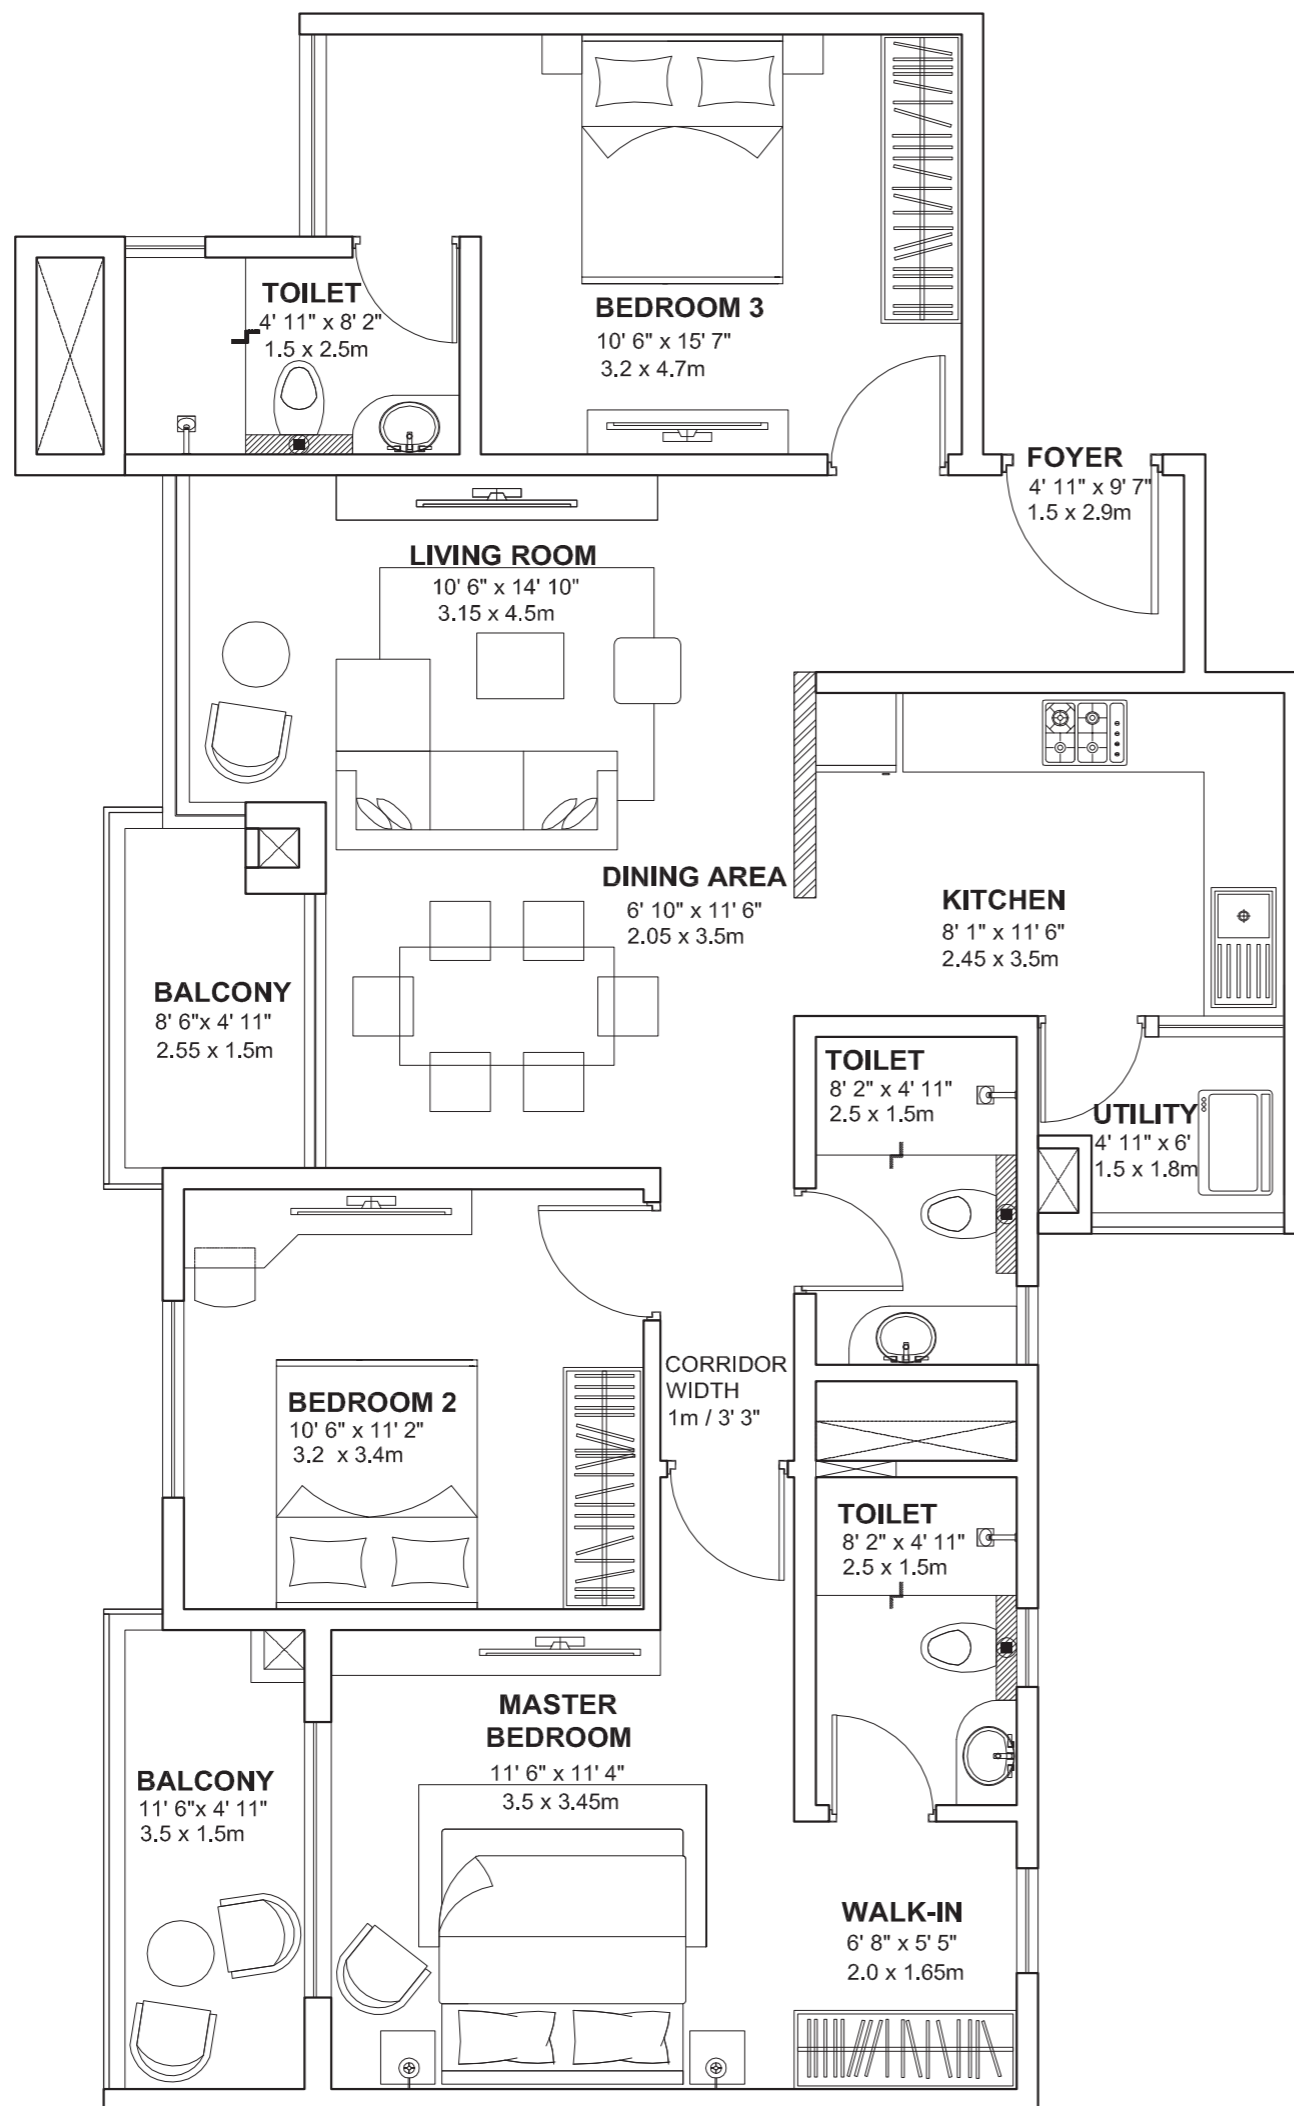 TOILET
4' 11" x 8' 2"
1.5 x 2.5m
BEDROOM 3
10' 6" x 15' 7"
3.2 x 4.7m
FOYER
4' 11" x 9' 7"
1.5 x 2.9m
LIVING ROOM
10' 6" x 14' 10"
3.15 x 4.5m
DINING AREA
6' 10" x 11' 6"
2.05 x 3.5m
KITCHEN
8' 1" x 11' 6"
2.45 x 3.5m
BALCONY
8' 6"x 4' 11"
2.55 x 1.5m
TOILET
8' 2" x 4' 11"
2.5 x 1.5m
UTILITY
4' 11" x 6'
1.5 x 1.8m
CORRIDOR
WIDTH
1m / 3' 3"
BEDROOM 2
10' 6" x 11' 2"
3.2 x 3.4m
TOILET
8' 2" x 4' 11"
2.5 x 1.5m
MASTER
BEDROOM
11' 6" x 11' 4"
3.5 x 3.45m
BALCONY
11' 6"x 4' 11"
3.5 x 1.5m
WALK-IN
6' 8" x 5' 5"
2.0 x 1.65m